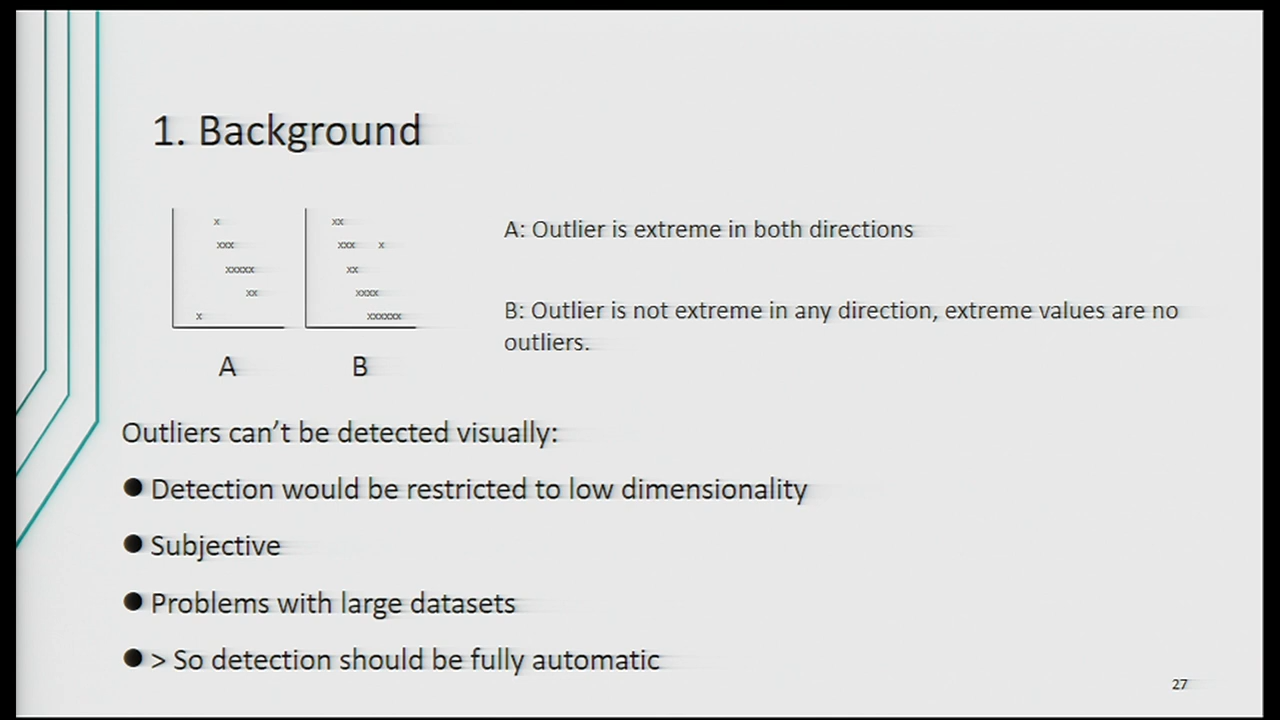 1. Background
x
xxx
xxxxx
xx
x
xx
xxx x
xx
xxxx
xxxxxx
A
B
A: Outlier is extreme in both directions
B: Outlier is not extreme in any direction, extreme values are no
outliers.
Outliers can't be detected visually:
● Detection would be restricted to low dimensionality
● Subjective
● Problems with large datasets
● > So detection should be fully automatic
27